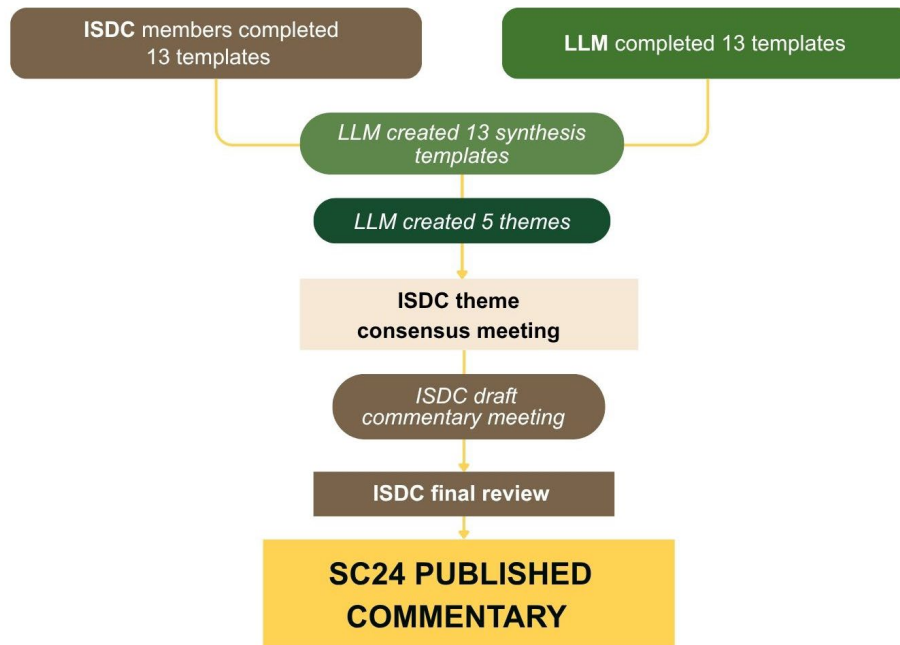 ISDC members completed
13 templates
LLM completed 13 templates
LLM created 13 synthesis
templates
LLM created 5 themes
ISDC theme
consensus meeting
ISDC draft
commentary meeting
ISDC final review
SC24 PUBLISHED
COMMENTARY